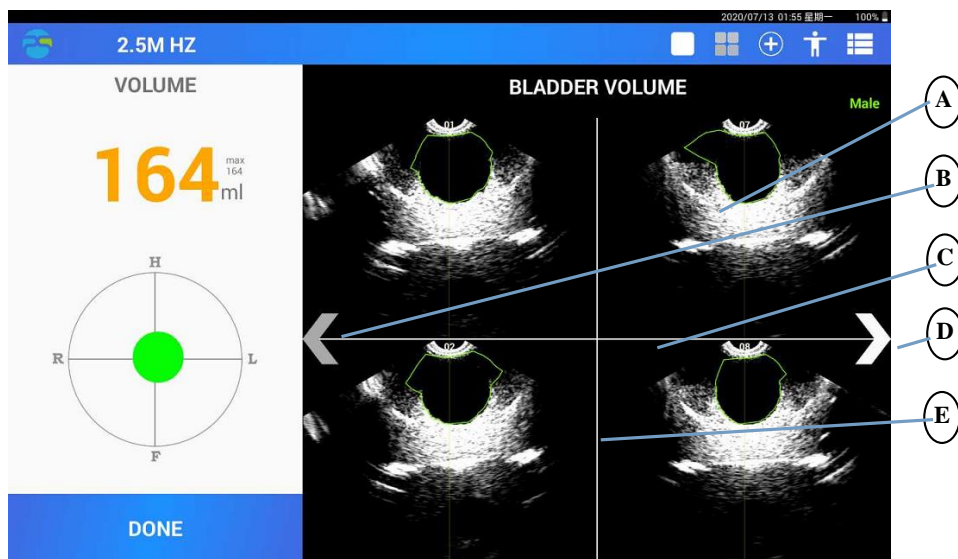 2020/07/13 01:55 星期一 100%
2.5M HZ
VOLUME
BLADDER VOLUME
Male
164 ml
max
164
01
07
H
R
L
F
02
08
DONE
A
B
C
D
E